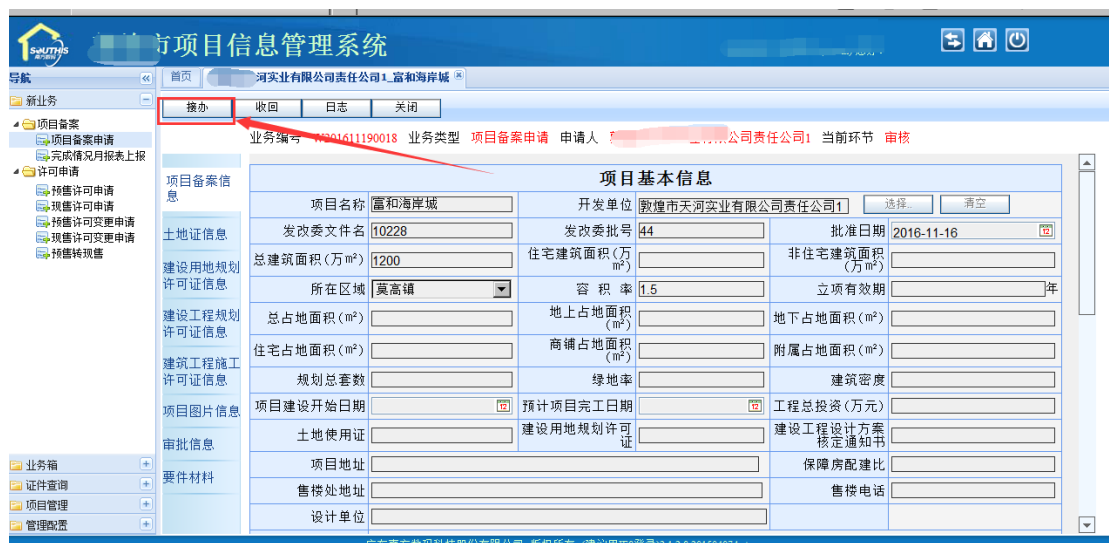 SOUTHIS
市项目信息管理系统
导航
首页 河实业有限公司责任公司1_富和海岸城
新业务
接办 收回 日志 关闭
项目备案
项目备案申请
完成情况月报表上报
许可申请
预售许可申请
现售许可申请
预售许可变更申请
现售许可变更申请
预售转现售
业务编号 N201611190018 业务类型 项目备案申请 申请人 公司责任公司1 当前环节 审核
项目备案信息
土地证信息
建设用地规划许可证信息
建设工程规划许可证信息
建筑工程施工许可证信息
项目图片信息
审批信息
要件材料
项目基本信息
项目名称 富和海岸城 开发单位 敦煌市天河实业有限公司责任公司1 选择.. 清空
发改委文件名 10228 发改委批号 44 批准日期 2016-11-16 12
总建筑面积(万m²) 1200 住宅建筑面积(万m²) 非住宅建筑面积(万m²)
所在区域 莫高镇 容 积 率 1.5 立项有效期 年
总占地面积(m²) 地上占地面积(m²) 地下占地面积(m²)
住宅占地面积(m²) 商铺占地面积(m²) 附属占地面积(m²)
规划总套数 绿地率 建筑密度
项目建设开始日期 12 预计项目完工日期 12 工程总投资(万元)
土地使用证 建设用地规划许可证 建设工程设计方案核定通知书
项目地址 保障房配建比
售楼处地址 售楼电话
设计单位
业务箱
证件查询
项目管理
管理配置